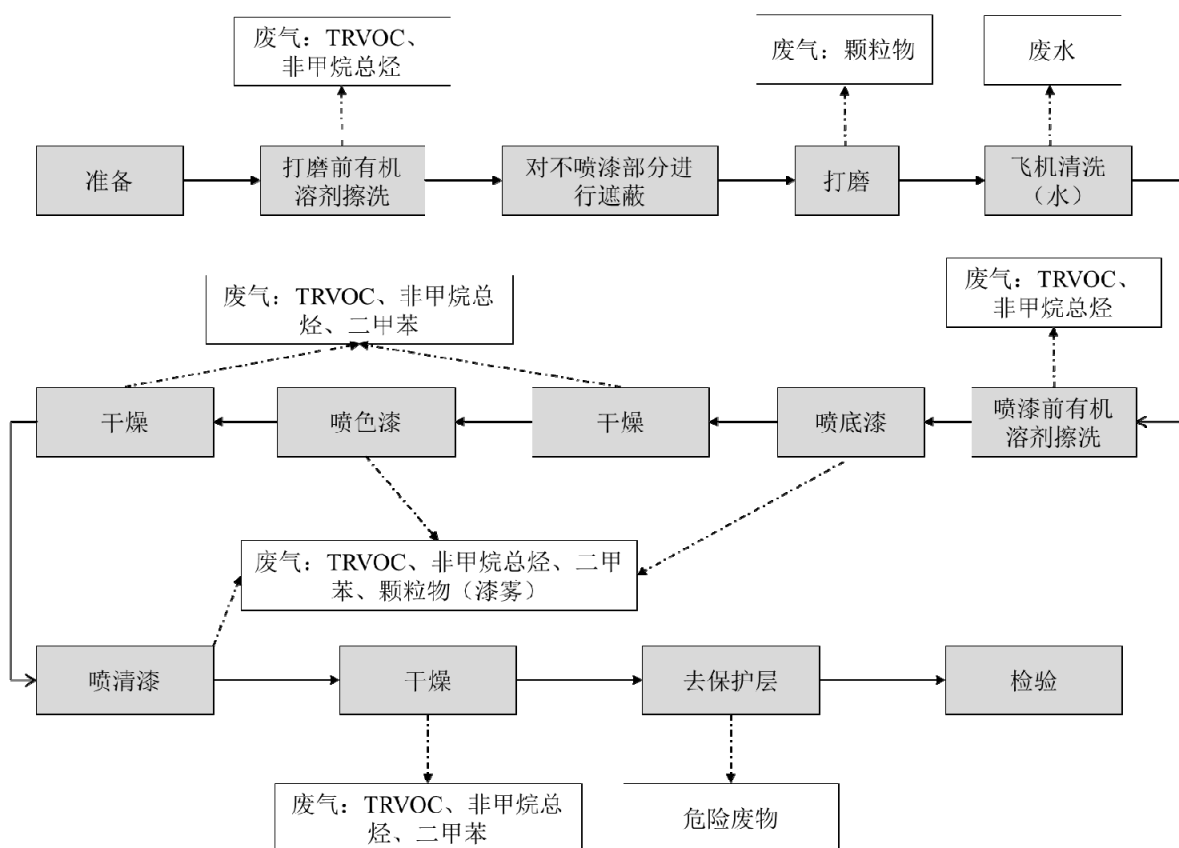 废气：TRVOC、
非甲烷总烃
废气：颗粒物
废水
准备
打磨前有机
溶剂擦洗
对不喷漆部分进
行遮蔽
打磨
飞机清洗
（水）
废气：TRVOC、非甲烷总
烃、二甲苯
废气：TRVOC、
非甲烷总烃
干燥
喷色漆
干燥
喷底漆
喷漆前有机
溶剂擦洗
废气：TRVOC、非甲烷总烃、二甲
苯、颗粒物（漆雾）
喷清漆
干燥
去保护层
检验
废气：TRVOC、非甲烷总
烃、二甲苯
危险废物